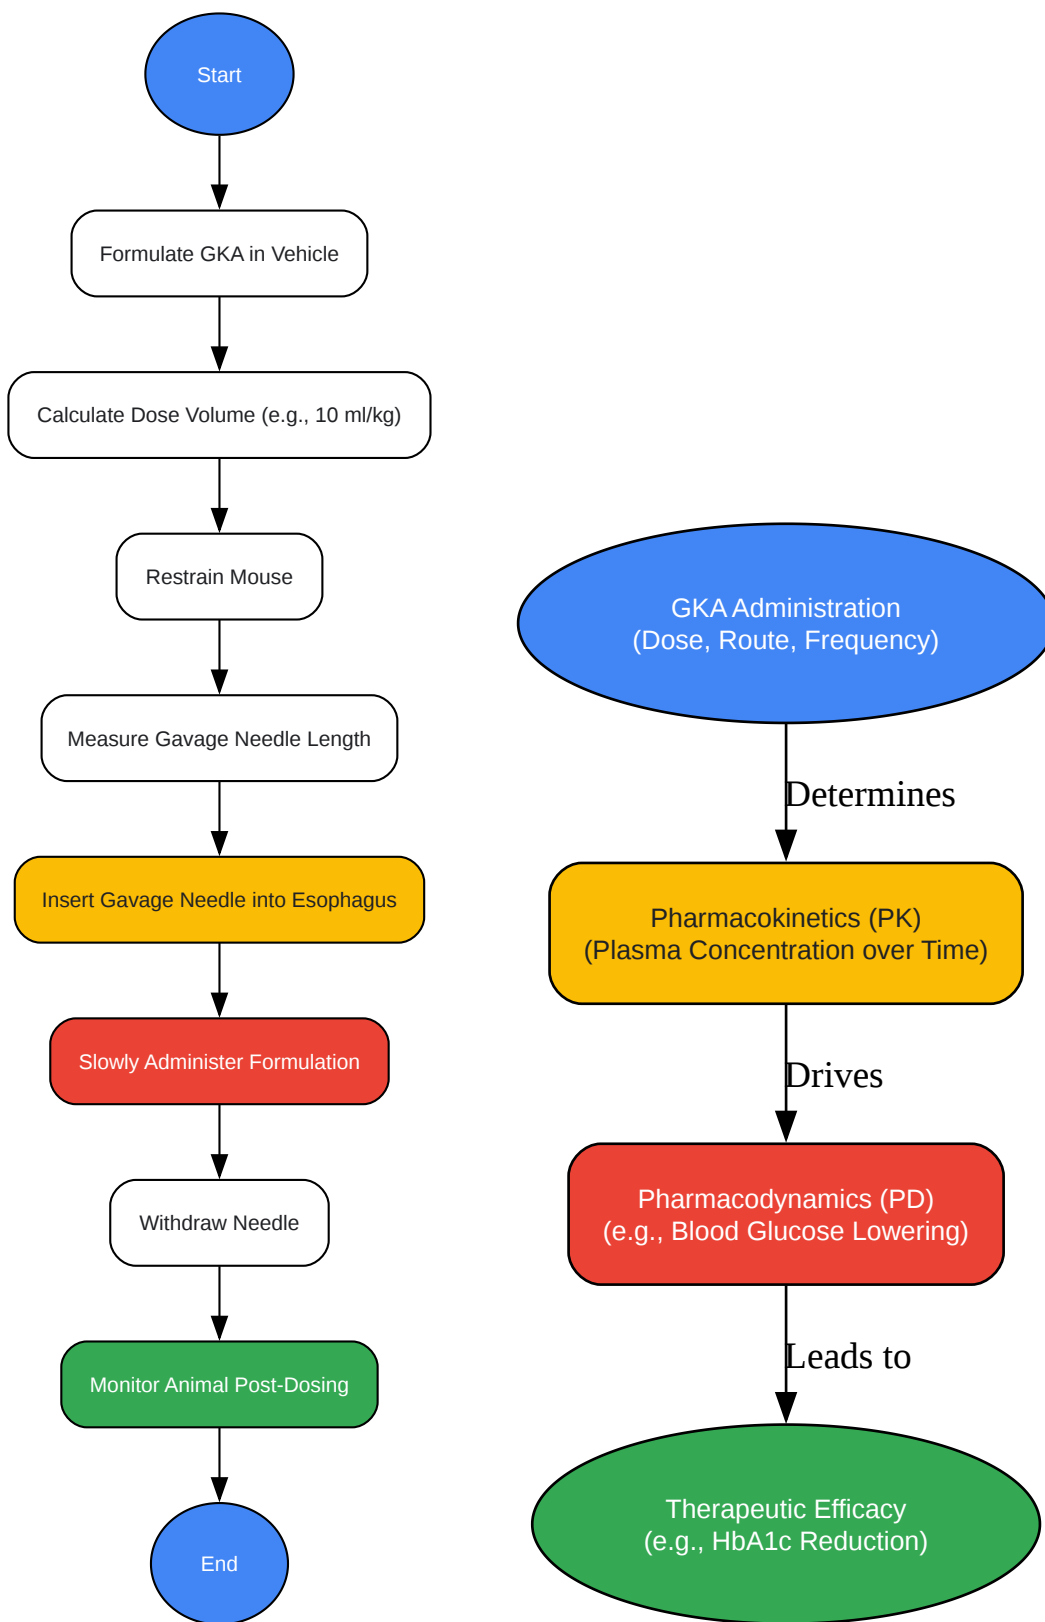 Start
Formulate GKA in Vehicle
Calculate Dose Volume (e.g., 10 ml/kg)
Restrain Mouse
Measure Gavage Needle Length
Insert Gavage Needle into Esophagus
Slowly Administer Formulation
Withdraw Needle
Monitor Animal Post-Dosing
End
GKA Administration
(Dose, Route, Frequency)
Determines
Pharmacokinetics (PK)
(Plasma Concentration over Time)
Drives
Pharmacodynamics (PD)
(e.g., Blood Glucose Lowering)
Leads to
Therapeutic Efficacy
(e.g., HbA1c Reduction)